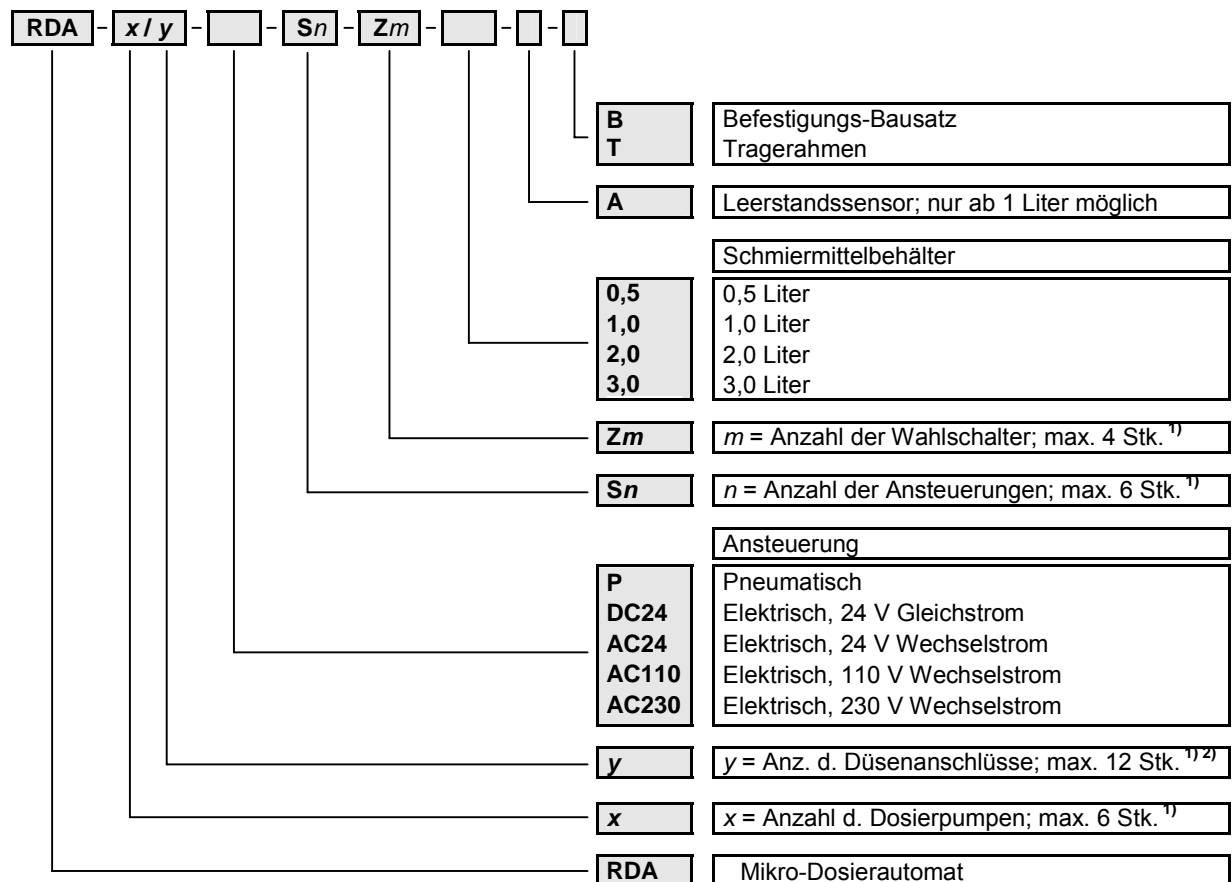 RDA - x / y - - Sn - Zm - - -
B Befestigungs-Bausatz
T Tragerahmen
A Leerstandssensor; nur ab 1 Liter möglich
Schmiermittelbehälter
0,5 0,5 Liter
1,0 1,0 Liter
2,0 2,0 Liter
3,0 3,0 Liter
Zm m = Anzahl der Wahlschalter; max. 4 Stk. 1)
Sn n = Anzahl der Ansteuerungen; max. 6 Stk. 1)
Ansteuerung
P Pneumatisch
DC24 Elektrisch, 24 V Gleichstrom
AC24 Elektrisch, 24 V Wechselstrom
AC110 Elektrisch, 110 V Wechselstrom
AC230 Elektrisch, 230 V Wechselstrom
y y = Anz. d. Düsenanschlüsse; max. 12 Stk. 1) 2)
x x = Anzahl d. Dosierpumpen; max. 6 Stk. 1)
RDA Mikro-Dosierautomat